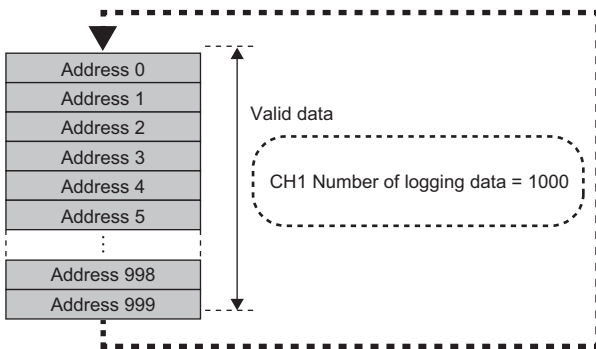 Address 0
Address 1
Address 2
Address 3
Address 4
Address 5
⋮
Address 998
Address 999
Valid data
CH1 Number of logging data = 1000